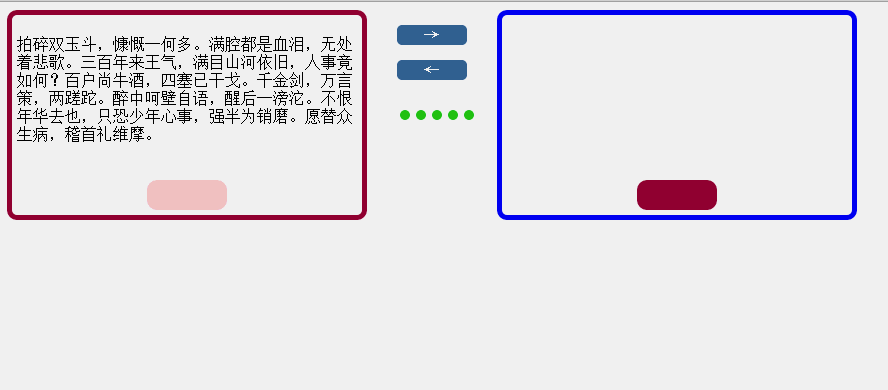 拍碎双玉斗，慷慨一何多。满腔都是血泪，无处
着悲歌。三百年来王气，满目山河依旧，人事竟
如何？百户尚牛酒，四塞已干戈。千金剑，万言
策，两蹉跎。醉中呵壁自语，醒后一滂沱。不恨
年华去也，只恐少年心事，强半为销磨。愿替众
生病，稽首礼维摩。
→
←